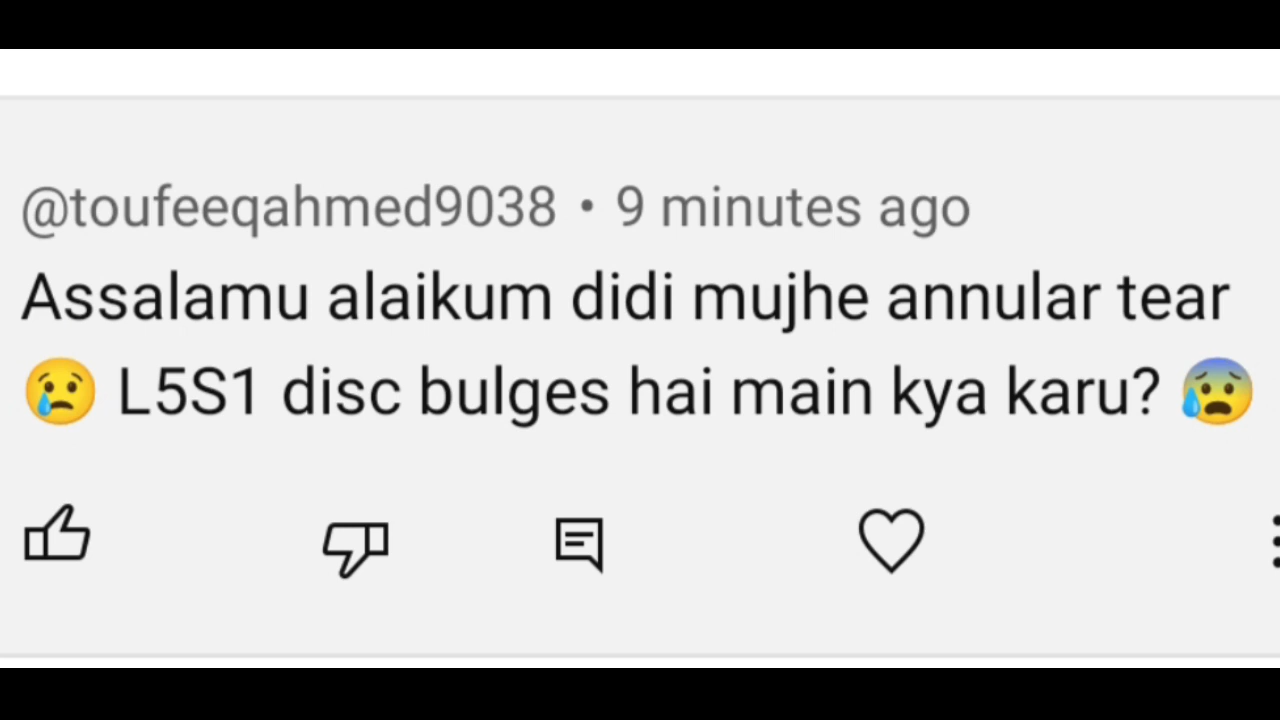 @toufeeqahmed9038 • 9 minutes ago
Assalamu alaikum didi mujhe annular tear
😢 L5S1 disc bulges hai main kya karu? 😰